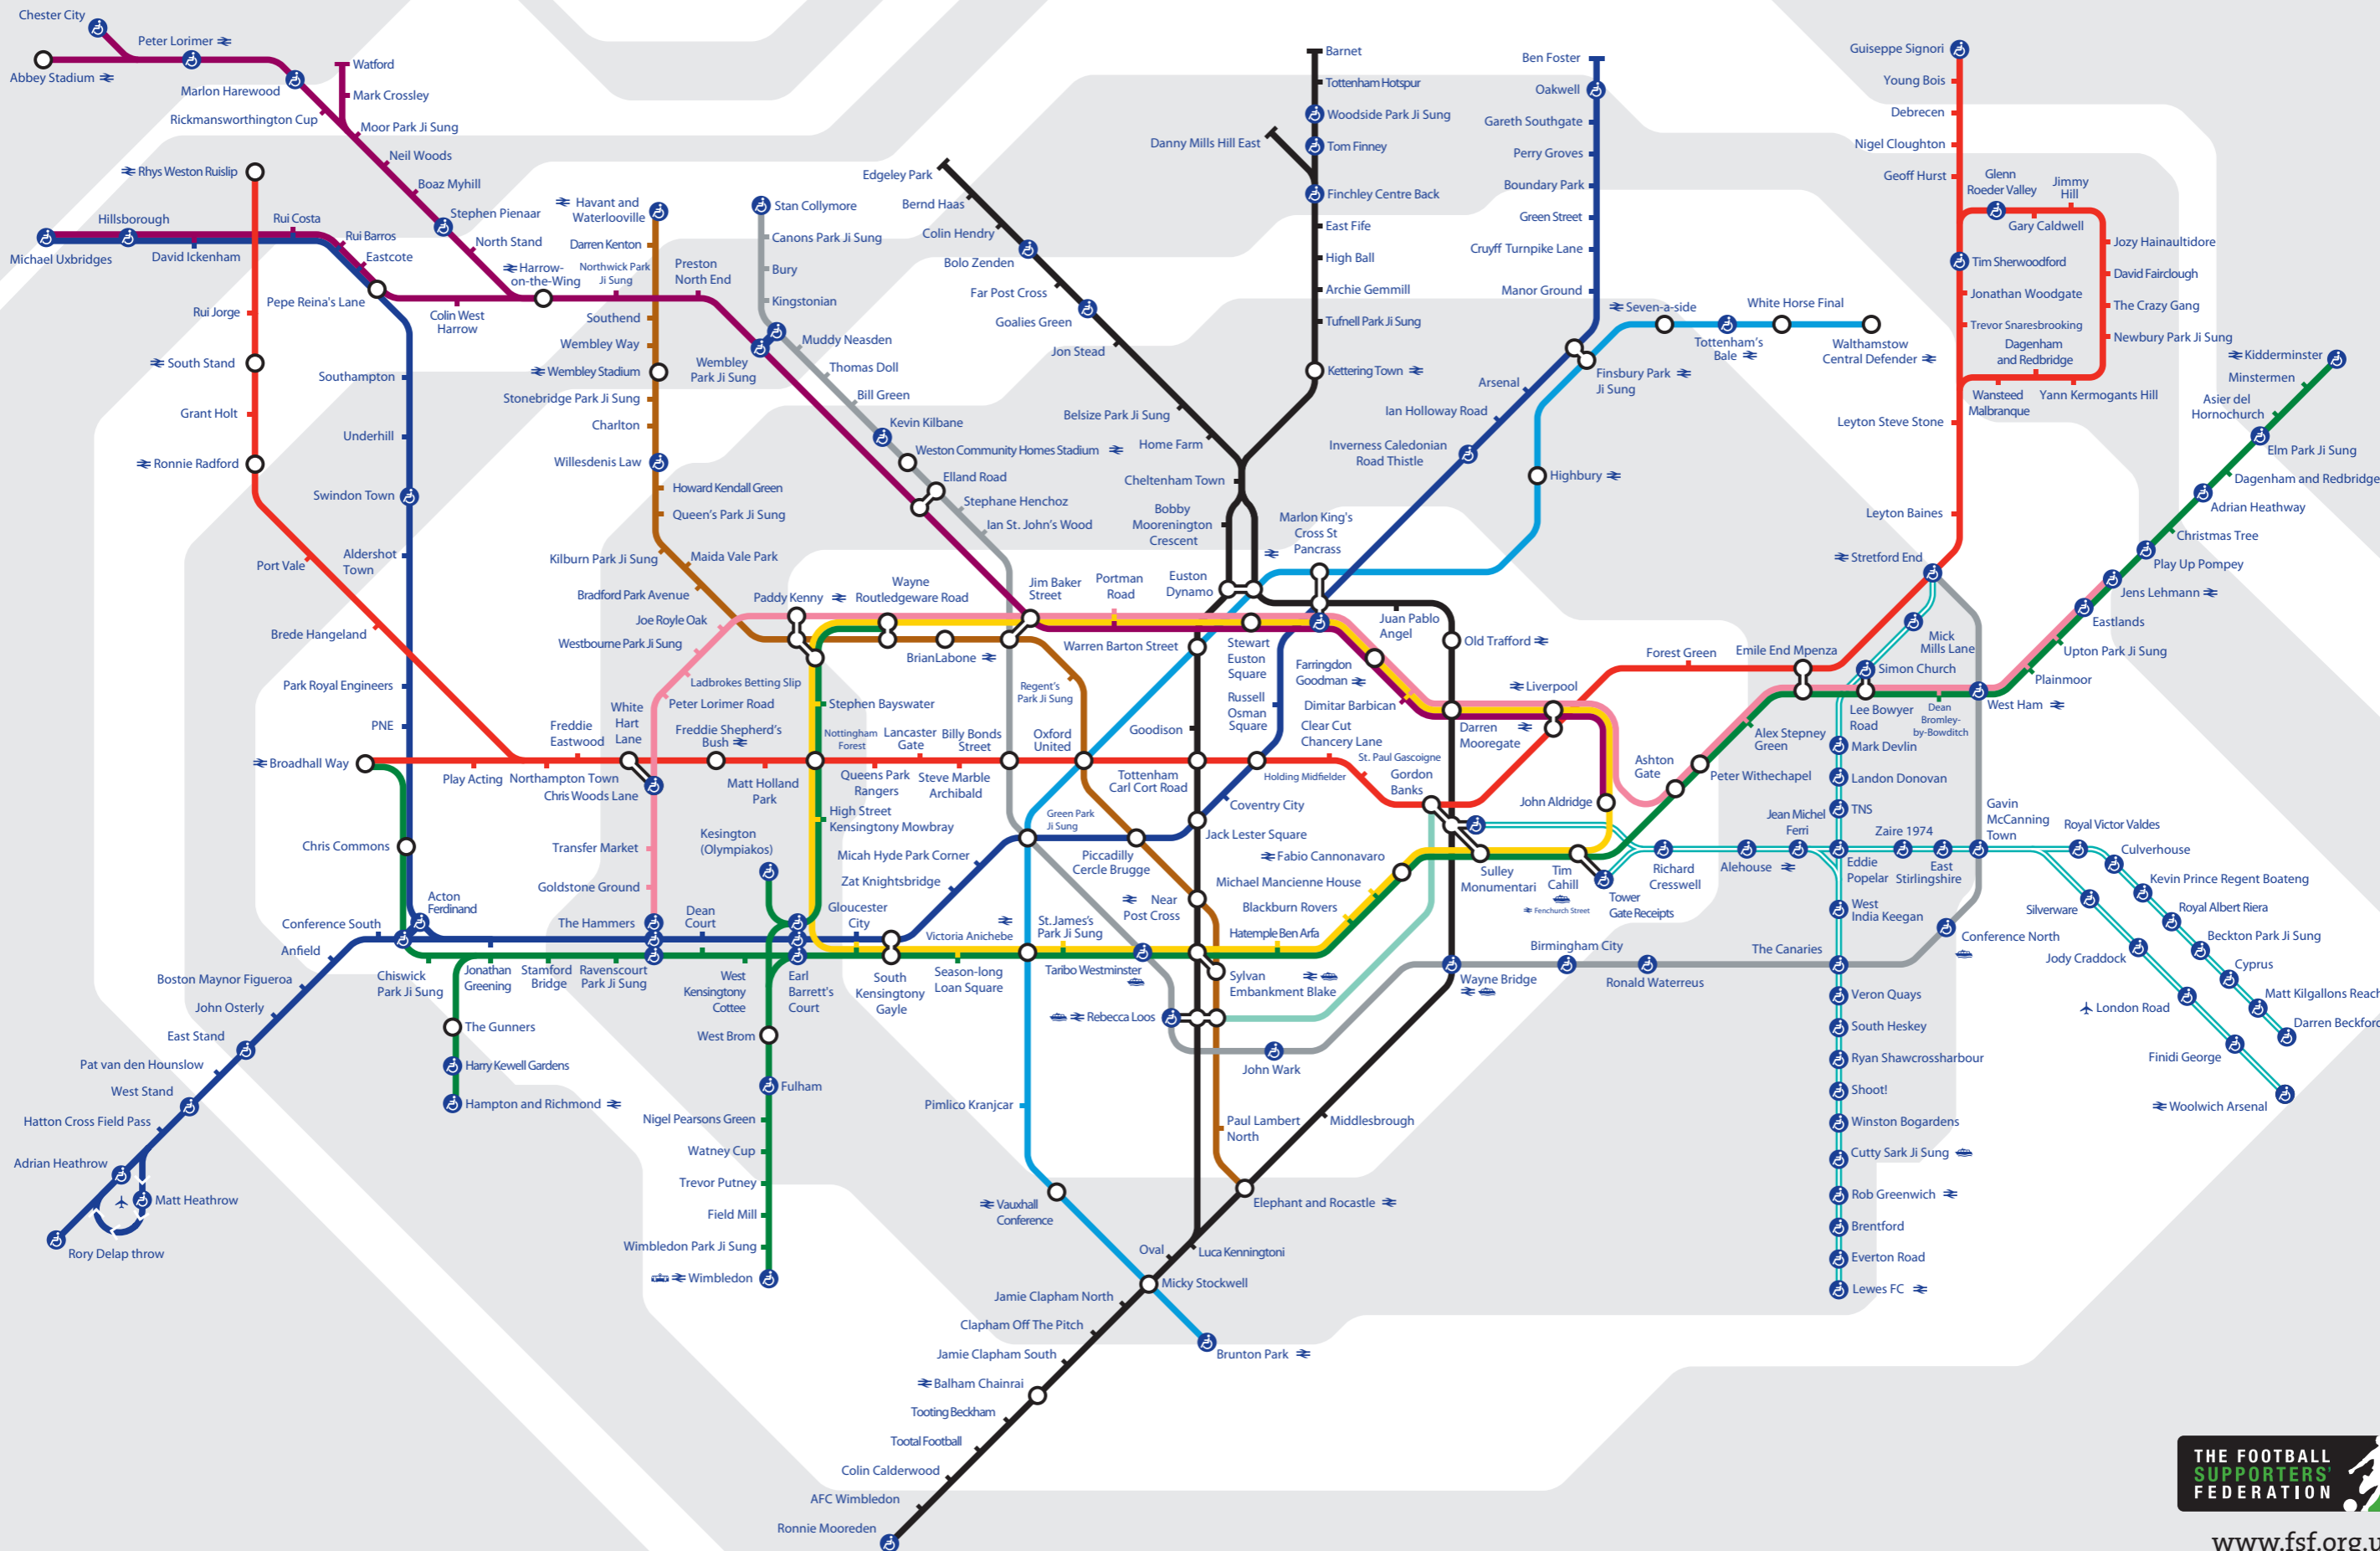 Chester City
Peter Lorimer
Abbey Stadium
Marlon Harewood
Rickmansworthington Cup
Watford
Mark Crossley
Moor Park Ji Sung
Neil Woods
Boaz Myhill
Stephen Pienaar
North Stand
Harrow-
on-the-Wing
Northwick Park
Ji Sung
Preston
North End
Rhys Weston Ruislip
Hillsborough
Rui Costa
Rui Barros
Eastcote
Michael Uxbridges
David Ickenham
Pepe Reina's Lane
Colin West
Harrow
Rui Jorge
South Stand
Grant Holt
Ronnie Radford
Port Vale
Brede Hangeland
Southampton
Underhill
Swindon Town
Aldershot
Town
Park Royal Engineers
PNE
Broadhall Way
Chris Commons
Havant and
Waterlooville
Darren Kenton
Southend
Wembley Way
Wembley Stadium
Stonebridge Park Ji Sung
Charlton
Willesdenis Law
Howard Kendall Green
Queen's Park Ji Sung
Kilburn Park Ji Sung
Maida Vale Park
Bradford Park Avenue
Stan Collymore
Canons Park Ji Sung
Bury
Kingstonian
Wembley
Park Ji Sung
Muddy Neasden
Thomas Doll
Bill Green
Kevin Kilbane
Weston Community Homes Stadium
Elland Road
Stephane Henchoz
Ian St. John's Wood
Edgeley Park
Bernd Haas
Colin Hendry
Bolo Zenden
Far Post Cross
Goalies Green
Jon Stead
Belsize Park Ji Sung
Home Farm
Cheltenham Town
Bobby
Moorenington
Crescent
Barnet
Tottenham Hotspur
Woodside Park Ji Sung
Danny Mills Hill East
Tom Finney
Finchley Centre Back
East Fife
High Ball
Archie Gemmill
Tufnell Park Ji Sung
Kettering Town
Ben Foster
Oakwell
Gareth Southgate
Perry Groves
Boundary Park
Green Street
Cruyff Turnpike Lane
Manor Ground
Seven-a-side
White Horse Final
Tottenham's
Bale
Walthamstow
Central Defender
Finsbury Park
Ji Sung
Arsenal
Ian Holloway Road
Inverness Caledonian
Road Thistle
Highbury
Marlon King's
Cross St
Pancrass
Euston
Dynamo
Guiseppe Signori
Young Bois
Debrecen
Nigel Cloughton
Geoff Hurst
Glenn
Roeder Valley
Jimmy
Hill
Gary Caldwell
Jozy Hainaultidore
Tim Sherwoodford
David Fairclough
Jonathan Woodgate
The Crazy Gang
Trevor Snaresbrooking
Newbury Park Ji Sung
Dagenham
and Redbridge
Wansteed
Malbranque
Yann Kermogants Hill
Leyton Steve Stone
Leyton Baines
Stretford End
Kidderminster
Minstermen
Asier del
Hornochurch
Elm Park Ji Sung
Dagenham and Redbridge
Adrian Heathway
Christmas Tree
Play Up Pompey
Jens Lehmann
Eastlands
Upton Park Ji Sung
Plainmoor
West Ham
Mick
Mills Lane
Simon Church
Emile End Mpenza
Forest Green
Lee Bowyer
Road
Dean
Bromley-
by-Bowditch
Paddy Kenny
Wayne
Routledgeware Road
Jim Baker
Street
Portman
Road
Joe Royle Oak
Westbourne Park Ji Sung
Ladbrokes Betting Slip
Peter Lorimer Road
BrianLabone
Regent's
Park Ji Sung
Warren Barton Street
Stewart
Euston
Square
Russell
Osman
Square
Farringdon
Goodman
Dimitar Barbican
Juan Pablo
Angel
Old Trafford
Liverpool
Darren
Mooregate
Clear Cut
Chancery Lane
St. Paul Gascoigne
Holding Midfielder
Gordon
Banks
John Aldridge
Ashton
Gate
Peter Withechapel
Alex Stepney
Green
White
Hart
Lane
Freddie
Eastwood
Play Acting
Northampton Town
Chris Woods Lane
Freddie Shepherd's
Bush
Matt Holland
Park
Stephen Bayswater
Nottingham
Forest
Lancaster
Gate
Billy Bonds
Street
Queens Park
Rangers
Steve Marble
Archibald
Oxford
United
Goodison
Tottenham
Carl Cort Road
High Street
Kensingtony Mowbray
Kesington
(Olympiakos)
Transfer Market
Goldstone Ground
The Hammers
Green Park
Ji Sung
Coventry City
Jack Lester Square
Piccadilly
Cercle Brugge
Micah Hyde Park Corner
Zat Knightsbridge
Near
Post Cross
Fabio Cannonavaro
Michael Mancienne House
Blackburn Rovers
Hatemple Ben Arfa
Sulley
Monumentari
Tim
Cahill
Fenchurch Street
Tower
Gate Receipts
Richard
Cresswell
Alehouse
Jean Michel
Ferri
Eddie
Popelar
Zaire 1974
East
Stirlingshire
Gavin
McCanning
Town
Mark Devlin
Landon Donovan
TNS
Royal Victor Valdes
Culverhouse
Kevin Prince Regent Boateng
Royal Albert Riera
Beckton Park Ji Sung
Cyprus
Matt Kilgallons Reach
Darren Beckford
Silverware
Jody Craddock
London Road
Finidi George
Woolwich Arsenal
Acton
Ferdinand
Conference South
Anfield
Boston Maynor Figueroa
John Osterly
East Stand
Pat van den Hounslow
West Stand
Hatton Cross Field Pass
Adrian Heathrow
Matt Heathrow
Rory Delap throw
Chiswick
Park Ji Sung
Jonathan
Greening
Stamford
Bridge
Ravenscourt
Park Ji Sung
Dean
Court
West
Kensingtony
Cottee
Earl
Barrett's
Court
Gloucester
City
South
Kensingtony
Gayle
Victoria Anichebe
Season-long
Loan Square
St.James's
Park Ji Sung
Taribo Westminster
Sylvan
Embankment Blake
Rebecca Loos
John Wark
Wayne Bridge
Birmingham City
Ronald Waterreus
The Canaries
Conference North
West
India Keegan
Veron Quays
South Heskey
Ryan Shawcrossharbour
Shoot!
Winston Bogardens
Cutty Sark Ji Sung
Rob Greenwich
Brentford
Everton Road
Lewes FC
The Gunners
Harry Kewell Gardens
Hampton and Richmond
West Brom
Fulham
Nigel Pearsons Green
Watney Cup
Trevor Putney
Field Mill
Wimbledon Park Ji Sung
Wimbledon
Pimlico Kranjcar
Vauxhall
Conference
Paul Lambert
North
Middlesbrough
Elephant and Rocastle
Oval
Luca Kenningtoni
Micky Stockwell
Brunton Park
Jamie Clapham North
Clapham Off The Pitch
Jamie Clapham South
Balham Chainrai
Tooting Beckham
Tootal Football
Colin Calderwood
AFC Wimbledon
Ronnie Mooreden
THE FOOTBALL
SUPPORTERS'
FEDERATION
www.fsf.org.u